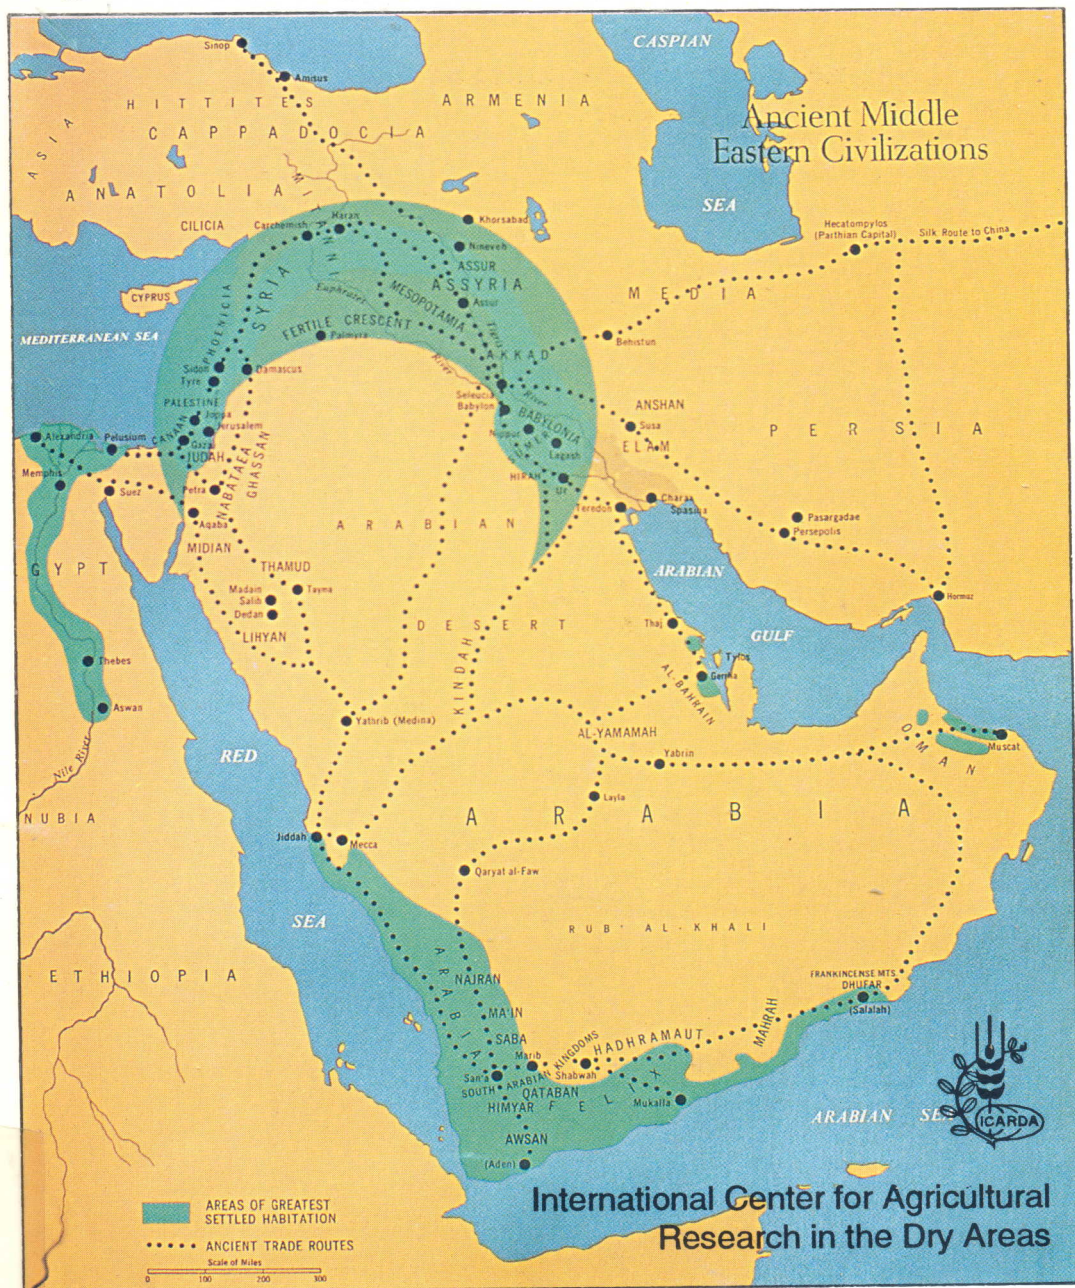 Ancient Middle
Eastern Civilizations
CASPIAN
SEA
Sinop
Amisus
HITTITES
ARMENIA
CAPPADOCIA
ASIA
ANATOLIA
MITANNI
CILICIA
Carchemish
Haran
Khorsabad
Nineveh
ASSUR
ASSYRIA
Assur
Hecatompylos
(Parthian Capital)
Silk Route to China
CYPRUS
MEDITERRANEAN SEA
PHOENICIA
SYRIA
Euphrates
River
MESOPOTAMIA
Tigris
River
FERTILE CRESCENT
Palmyra
MEDIA
Behistun
AKKAD
Sidon
Tyre
Damascus
Seleucia
Babylon
BABYLONIA
Nippur
SUMER
Lagash
PALESTINE
Joppa
Jerusalem
CANAAN
Gaza
JUDAH
ANSHAN
Susa
ELAM
PERSIA
Alexandria
Pelusium
Memphis
Suez
Petra
NABATAEA
GHASSAN
HIRAH
Ur
Teredon
Charax
Spasina
Pasargadae
Persepolis
Aqaba
MIDIAN
ARABIAN
DESERT
EGYPT
THAMUD
Madain
Salih
Tayma
Dedan
LIHYAN
ARABIAN
GULF
Hormuz
Thaj
Tylos
Gerrha
AL-BAHRAIN
Thebes
Aswan
Nile River
NUBIA
KINDAH
Yathrib (Medina)
AL-YAMAMAH
Yabrin
OMAN
Muscat
RED
SEA
Layla
ARABIA
Jiddah
Mecca
Qaryat al-Faw
RUB' AL-KHALI
ETHIOPIA
ARABIA
FELIX
NAJRAN
MA'IN
SABA
Marib
San'a
SOUTH ARABIAN KINGDOMS
Shabwah
HADHRAMAUT
MAHRAH
FRANKINCENSE MTS.
DHUFAR
(Salalah)
QATABAN
HIMYAR
Mukalla
AWSAN
(Aden)
ARABIAN SEA
ICARDA
International Center for Agricultural
Research in the Dry Areas
AREAS OF GREATEST
SETTLED HABITATION
ANCIENT TRADE ROUTES
Scale of Miles
0 100 200 300